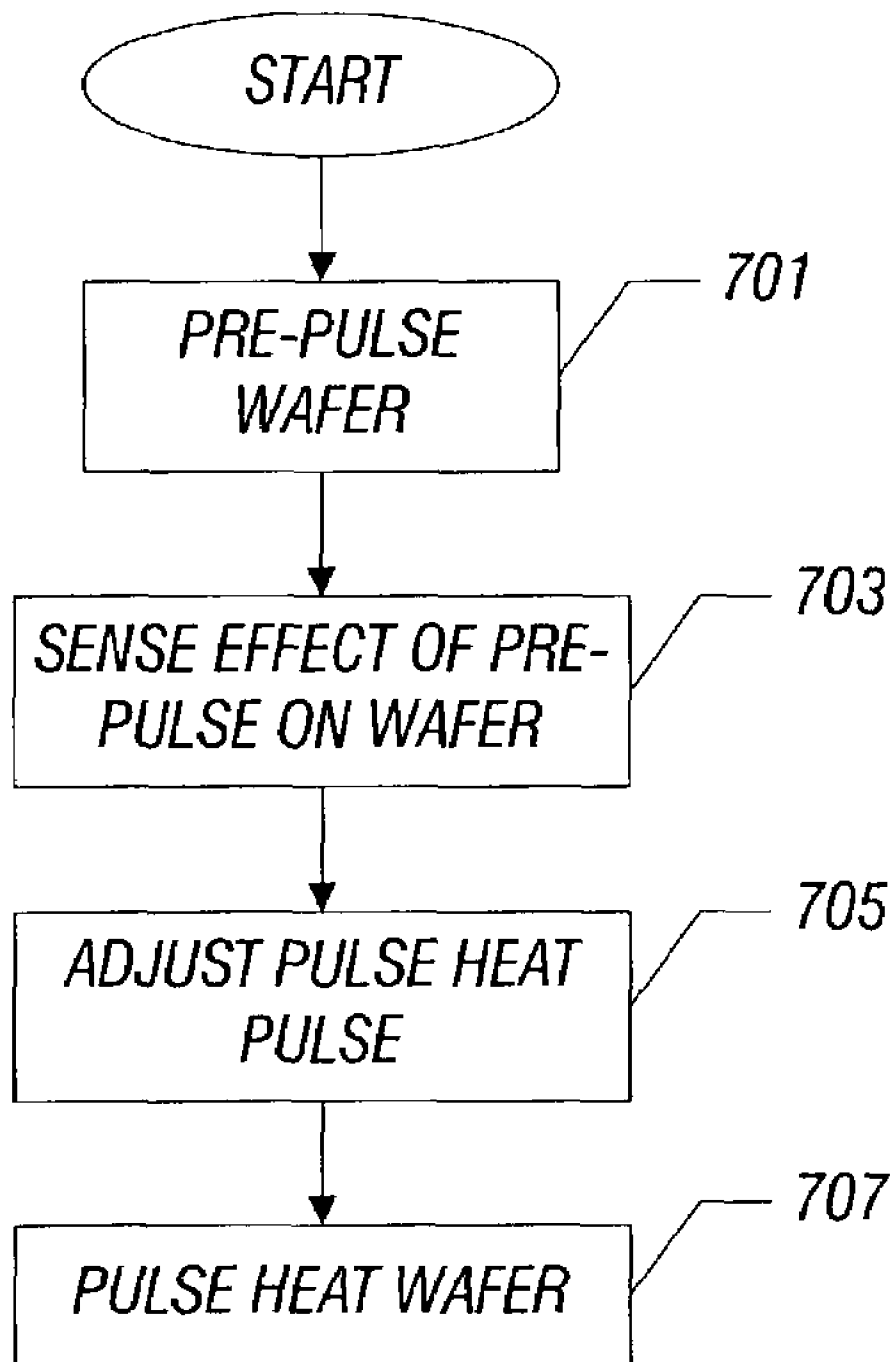 START
701
PRE-PULSE
WAFER
703
SENSE EFFECT OF PRE-
PULSE ON WAFER
705
ADJUST PULSE HEAT
PULSE
707
PULSE HEAT WAFER